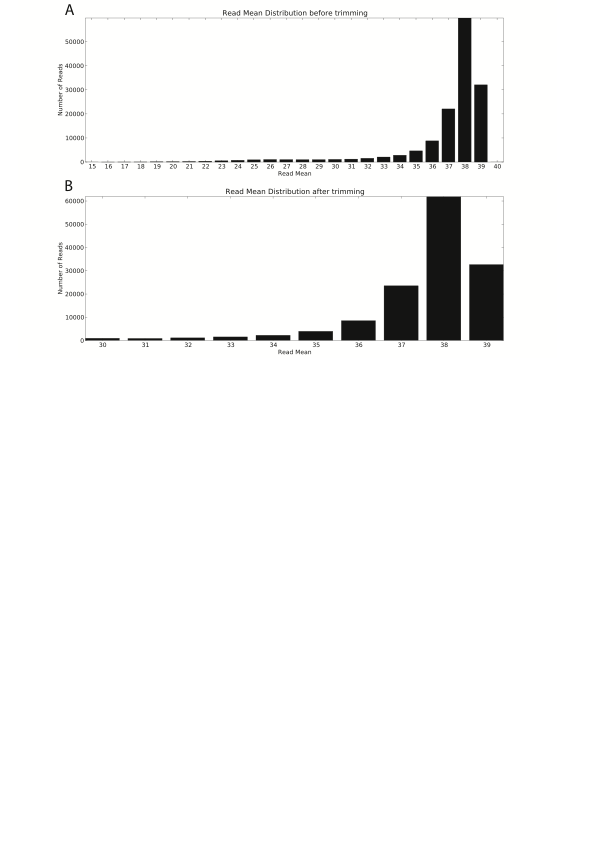 A
Read Mean Distribution before trimming
Number of Reads
50000
40000
30000
20000
10000
0
15 16 17 18 19 20 21 22 23 24 25 26 27 28 29 30 31 32 33 34 35 36 37 38 39 40
Read Mean
B
Read Mean Distribution after trimming
Number of Reads
60000
50000
40000
30000
20000
10000
0
30 31 32 33 34 35 36 37 38 39
Read Mean